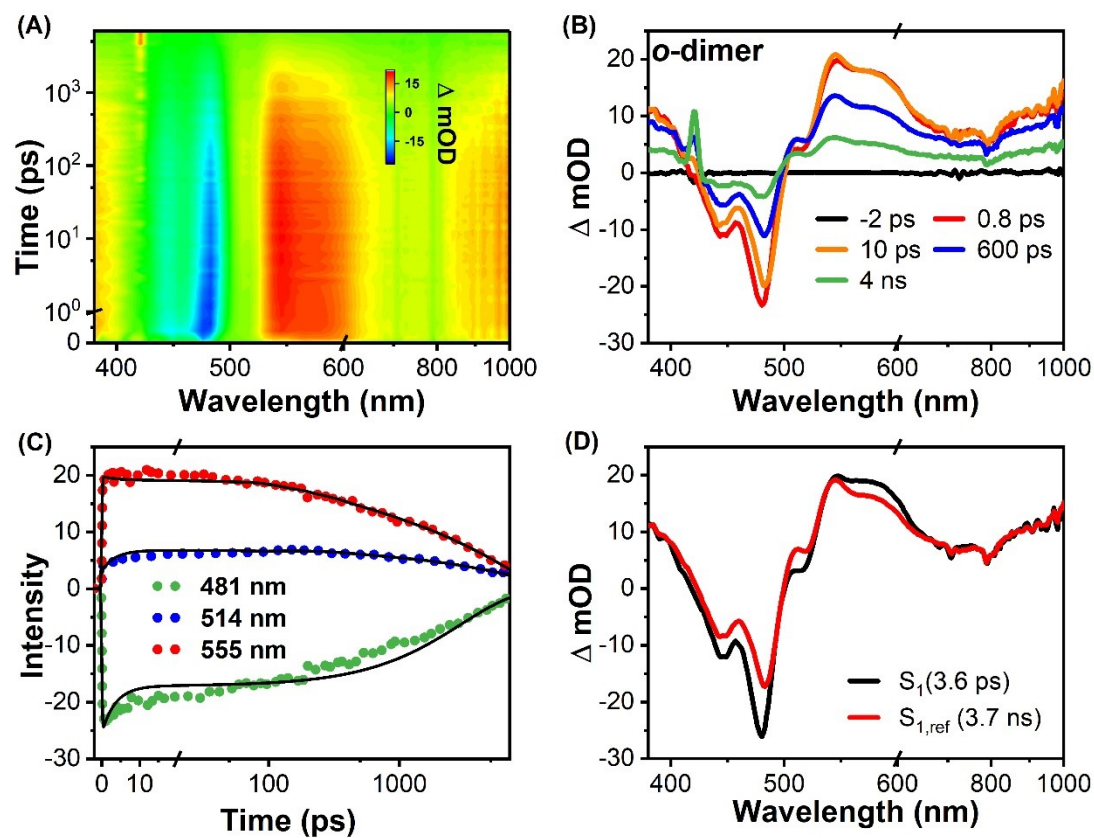 (A)
Time (ps)
10³
10²
10¹
10⁰
0
15
0
-15
Δ mOD
400 500 600 800 1000
Wavelength (nm)
(B)
o-dimer
Δ mOD
20
10
0
-10
-20
-30
-2 ps 0.8 ps
10 ps 600 ps
4 ns
400 500 600 800 1000
Wavelength (nm)
(C)
Intensity
30
20
10
0
-10
-20
-30
481 nm
514 nm
555 nm
0 10 100 1000
Time (ps)
(D)
Δ mOD
30
20
10
0
-10
-20
-30
S₁(3.6 ps)
S₁,ref (3.7 ns)
400 500 600 800 1000
Wavelength (nm)